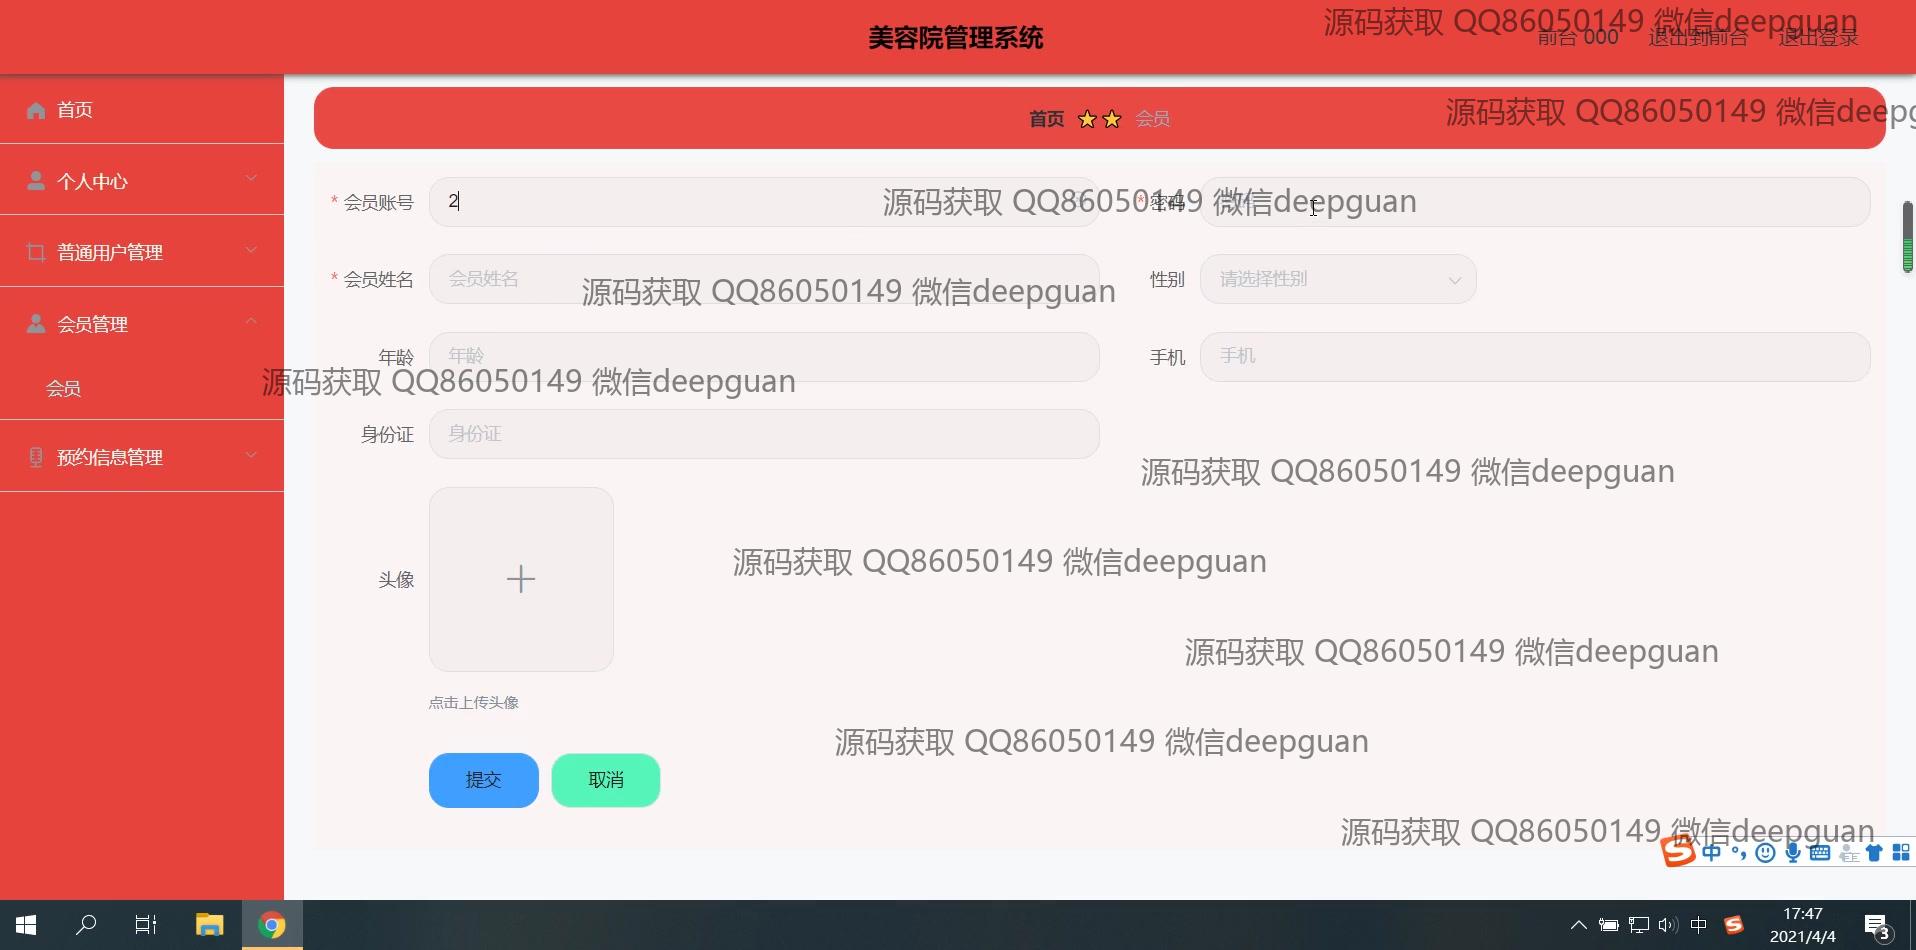 美容院管理系统
源码获取 QQ86050149 微信deepguan
前台 000 退出到前台 退出登录
首页
首页 会员
源码获取 QQ86050149 微信deepg
个人中心
* 会员账号 2
* 密码
源码获取 QQ86050149 微信deepguan
普通用户管理
* 会员姓名 会员姓名
性别 请选择性别
源码获取 QQ86050149 微信deepguan
会员管理
年龄 年龄
手机 手机
会员
源码获取 QQ86050149 微信deepguan
身份证 身份证
预约信息管理
源码获取 QQ86050149 微信deepguan
源码获取 QQ86050149 微信deepguan
头像
源码获取 QQ86050149 微信deepguan
点击上传头像
源码获取 QQ86050149 微信deepguan
提交 取消
源码获取 QQ86050149 微信deepguan
中
中
17:47
2021/4/4
3